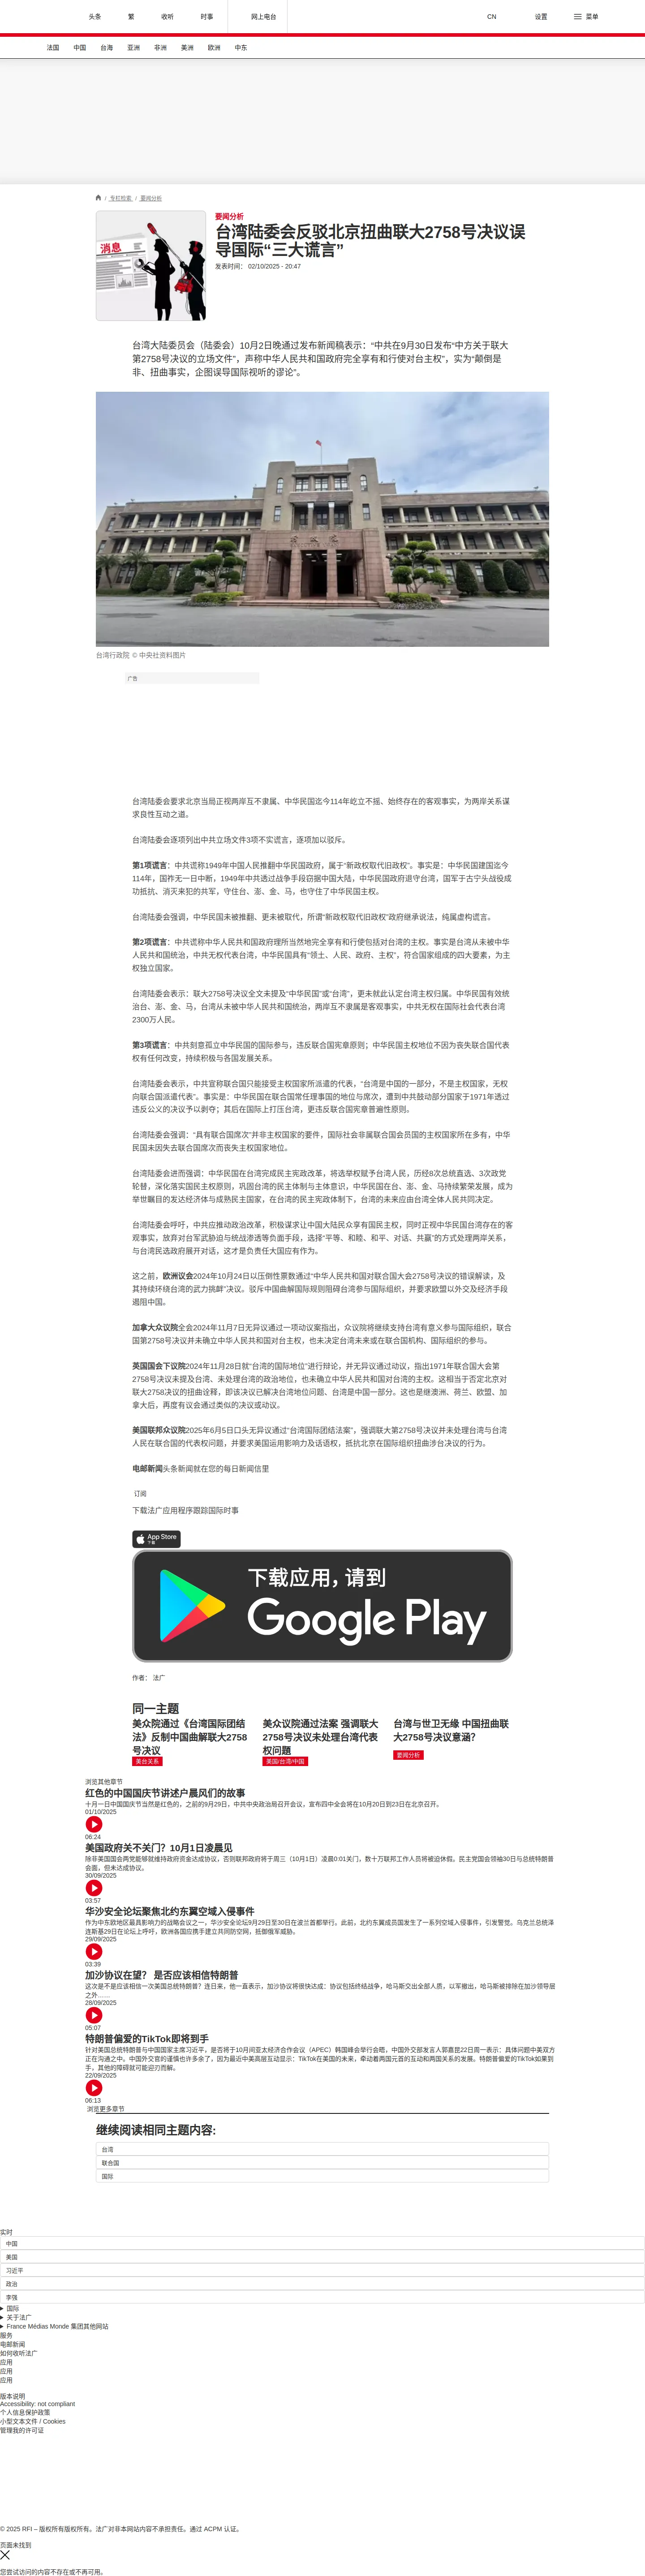 头条 繁 收听 时事 网上电台 CN 设置 菜单
法国 中国 台海 亚洲 非洲 美洲 欧洲 中东
/ 专栏检索 / 要闻分析
消息
要闻分析
台湾陆委会反驳北京扭曲联大2758号决议误
导国际“三大谎言”
发表时间： 02/10/2025 - 20:47
台湾大陆委员会（陆委会）10月2日晚通过发布新闻稿表示：“中共在9月30日发布“中方关于联大
第2758号决议的立场文件”，声称中华人民共和国政府完全享有和行使对台主权”，实为“颠倒是
非、扭曲事实，企图误导国际视听的谬论”。
台湾行政院 © 中央社资料图片
广告
台湾陆委会要求北京当局正视两岸互不隶属、中华民国迄今114年屹立不摇、始终存在的客观事实，为两岸关系谋
求良性互动之道。
台湾陆委会逐项列出中共立场文件3项不实谎言，逐项加以驳斥。
第1项谎言：中共谎称1949年中国人民推翻中华民国政府，属于“新政权取代旧政权”。事实是：中华民国建国迄今
114年，国祚无一日中断，1949年中共透过战争手段窃据中国大陆，中华民国政府退守台湾，国军于古宁头战役成
功抵抗、消灭来犯的共军，守住台、澎、金、马，也守住了中华民国主权。
台湾陆委会强调，中华民国未被推翻、更未被取代，所谓“新政权取代旧政权”政府继承说法，纯属虚构谎言。
第2项谎言：中共谎称中华人民共和国政府理所当然地完全享有和行使包括对台湾的主权。事实是台湾从未被中华
人民共和国统治，中共无权代表台湾，中华民国具有“领土、人民、政府、主权”，符合国家组成的四大要素，为主
权独立国家。
台湾陆委会表示：联大2758号决议全文未提及“中华民国”或“台湾”，更未就此认定台湾主权归属。中华民国有效统
治台、澎、金、马，台湾从未被中华人民共和国统治，两岸互不隶属是客观事实，中共无权在国际社会代表台湾
2300万人民。
第3项谎言：中共刻意孤立中华民国的国际参与，违反联合国宪章原则；中华民国主权地位不因为丧失联合国代表
权有任何改变，持续积极与各国发展关系。
台湾陆委会表示，中共宣称联合国只能接受主权国家所派遣的代表，“台湾是中国的一部分，不是主权国家，无权
向联合国派遣代表”。事实是：中华民国在联合国常任理事国的地位与席次，遭到中共鼓动部分国家于1971年透过
违反公义的决议予以剥夺；其后在国际上打压台湾，更违反联合国宪章普遍性原则。
台湾陆委会强调：“具有联合国席次”并非主权国家的要件，国际社会非属联合国会员国的主权国家所在多有，中华
民国未因失去联合国席次而丧失主权国家地位。
台湾陆委会进而强调：中华民国在台湾完成民主宪政改革，将选举权赋予台湾人民，历经8次总统直选、3次政党
轮替，深化落实国民主权原则，巩固台湾的民主体制与主体意识，中华民国在台、澎、金、马持续繁荣发展，成为
举世瞩目的发达经济体与成熟民主国家，在台湾的民主宪政体制下，台湾的未来应由台湾全体人民共同决定。
台湾陆委会呼吁，中共应推动政治改革，积极谋求让中国大陆民众享有国民主权，同时正视中华民国台湾存在的客
观事实，放弃对台军武胁迫与统战渗透等负面手段，选择“平等、和睦、和平、对话、共赢”的方式处理两岸关系，
与台湾民选政府展开对话，这才是负责任大国应有作为。
这之前，欧洲议会2024年10月24日以压倒性票数通过“中华人民共和国对联合国大会2758号决议的错误解读，及
其持续环绕台湾的武力挑衅”决议。驳斥中国曲解国际规则阻碍台湾参与国际组织，并要求欧盟以外交及经济手段
遏阻中国。
加拿大众议院全会2024年11月7日无异议通过一项动议案指出，众议院将继续支持台湾有意义参与国际组织，联合
国第2758号决议并未确立中华人民共和国对台主权，也未决定台湾未来或在联合国机构、国际组织的参与。
英国国会下议院2024年11月28日就“台湾的国际地位”进行辩论，并无异议通过动议，指出1971年联合国大会第
2758号决议未提及台湾、未处理台湾的政治地位，也未确立中华人民共和国对台湾的主权。这相当于否定北京对
联大2758决议的扭曲诠释，即该决议已解决台湾地位问题、台湾是中国一部分。这也是继澳洲、荷兰、欧盟、加
拿大后，再度有议会通过类似的决议或动议。
美国联邦众议院2025年6月5日口头无异议通过“台湾国际团结法案”，强调联大第2758号决议并未处理台湾与台湾
人民在联合国的代表权问题，并要求美国运用影响力及话语权，抵抗北京在国际组织扭曲涉台决议的行为。
电邮新闻头条新闻就在您的每日新闻信里
订阅
下载法广应用程序跟踪国际时事
App Store
下载
下载应用，请到
Google Play
作者： 法广
同一主题
美众院通过《台湾国际团结
法》反制中国曲解联大2758
号决议
美台关系
美众议院通过法案 强调联大
2758号决议未处理台湾代表
权问题
美国/台湾/中国
台湾与世卫无缘 中国扭曲联
大2758号决议意涵？
要闻分析
浏览其他章节
红色的中国国庆节讲述户晨风们的故事
十月一日中国国庆节当然是红色的，之前的9月29日，中共中央政治局召开会议，宣布四中全会将在10月20日到23日在北京召开。
01/10/2025
06:24
美国政府关不关门？10月1日凌晨见
除非美国国会两党能够就维持政府资金达成协议，否则联邦政府将于周三（10月1日）凌晨0:01关门，数十万联邦工作人员将被迫休假。民主党国会领袖30日与总统特朗普
会面，但未达成协议。
30/09/2025
03:57
华沙安全论坛聚焦北约东翼空域入侵事件
作为中东欧地区最具影响力的战略会议之一，华沙安全论坛9月29日至30日在波兰首都举行。此前，北约东翼成员国发生了一系列空域入侵事件，引发警觉。乌克兰总统泽
连斯基29日在论坛上呼吁，欧洲各国应携手建立共同防空网，抵御俄军威胁。
29/09/2025
03:39
加沙协议在望？ 是否应该相信特朗普
这次是不是应该相信一次美国总统特朗普？连日来，他一直表示，加沙协议将很快达成：协议包括终结战争，哈马斯交出全部人质，以军撤出，哈马斯被排除在加沙领导层
之外……
28/09/2025
05:07
特朗普偏爱的TikTok即将到手
针对美国总统特朗普与中国国家主席习近平，是否将于10月间亚太经济合作会议（APEC）韩国峰会举行会晤，中国外交部发言人郭嘉昆22日周一表示：具体问题中美双方
正在沟通之中。中国外交官的谨慎也许多余了，因为最近中美高层互动显示：TikTok在美国的未来，牵动着两国元首的互动和两国关系的发展。特朗普偏爱的TikTok如果到
手，其他的障碍就可能迎刃而解。
22/09/2025
06:13
浏览更多章节
继续阅读相同主题内容:
台湾
联合国
国际
实时
中国
美国
习近平
政治
李强
国际
关于法广
France Médias Monde 集团其他网站
服务
电邮新闻
如何收听法广
应用
应用
应用
版本说明
Accessibility: not compliant
个人信息保护政策
小型文本文件 / Cookies
管理我的许可证
© 2025 RFI – 版权所有版权所有。法广对非本网站内容不承担责任。通过 ACPM 认证。
页面未找到
您尝试访问的内容不存在或不再可用。